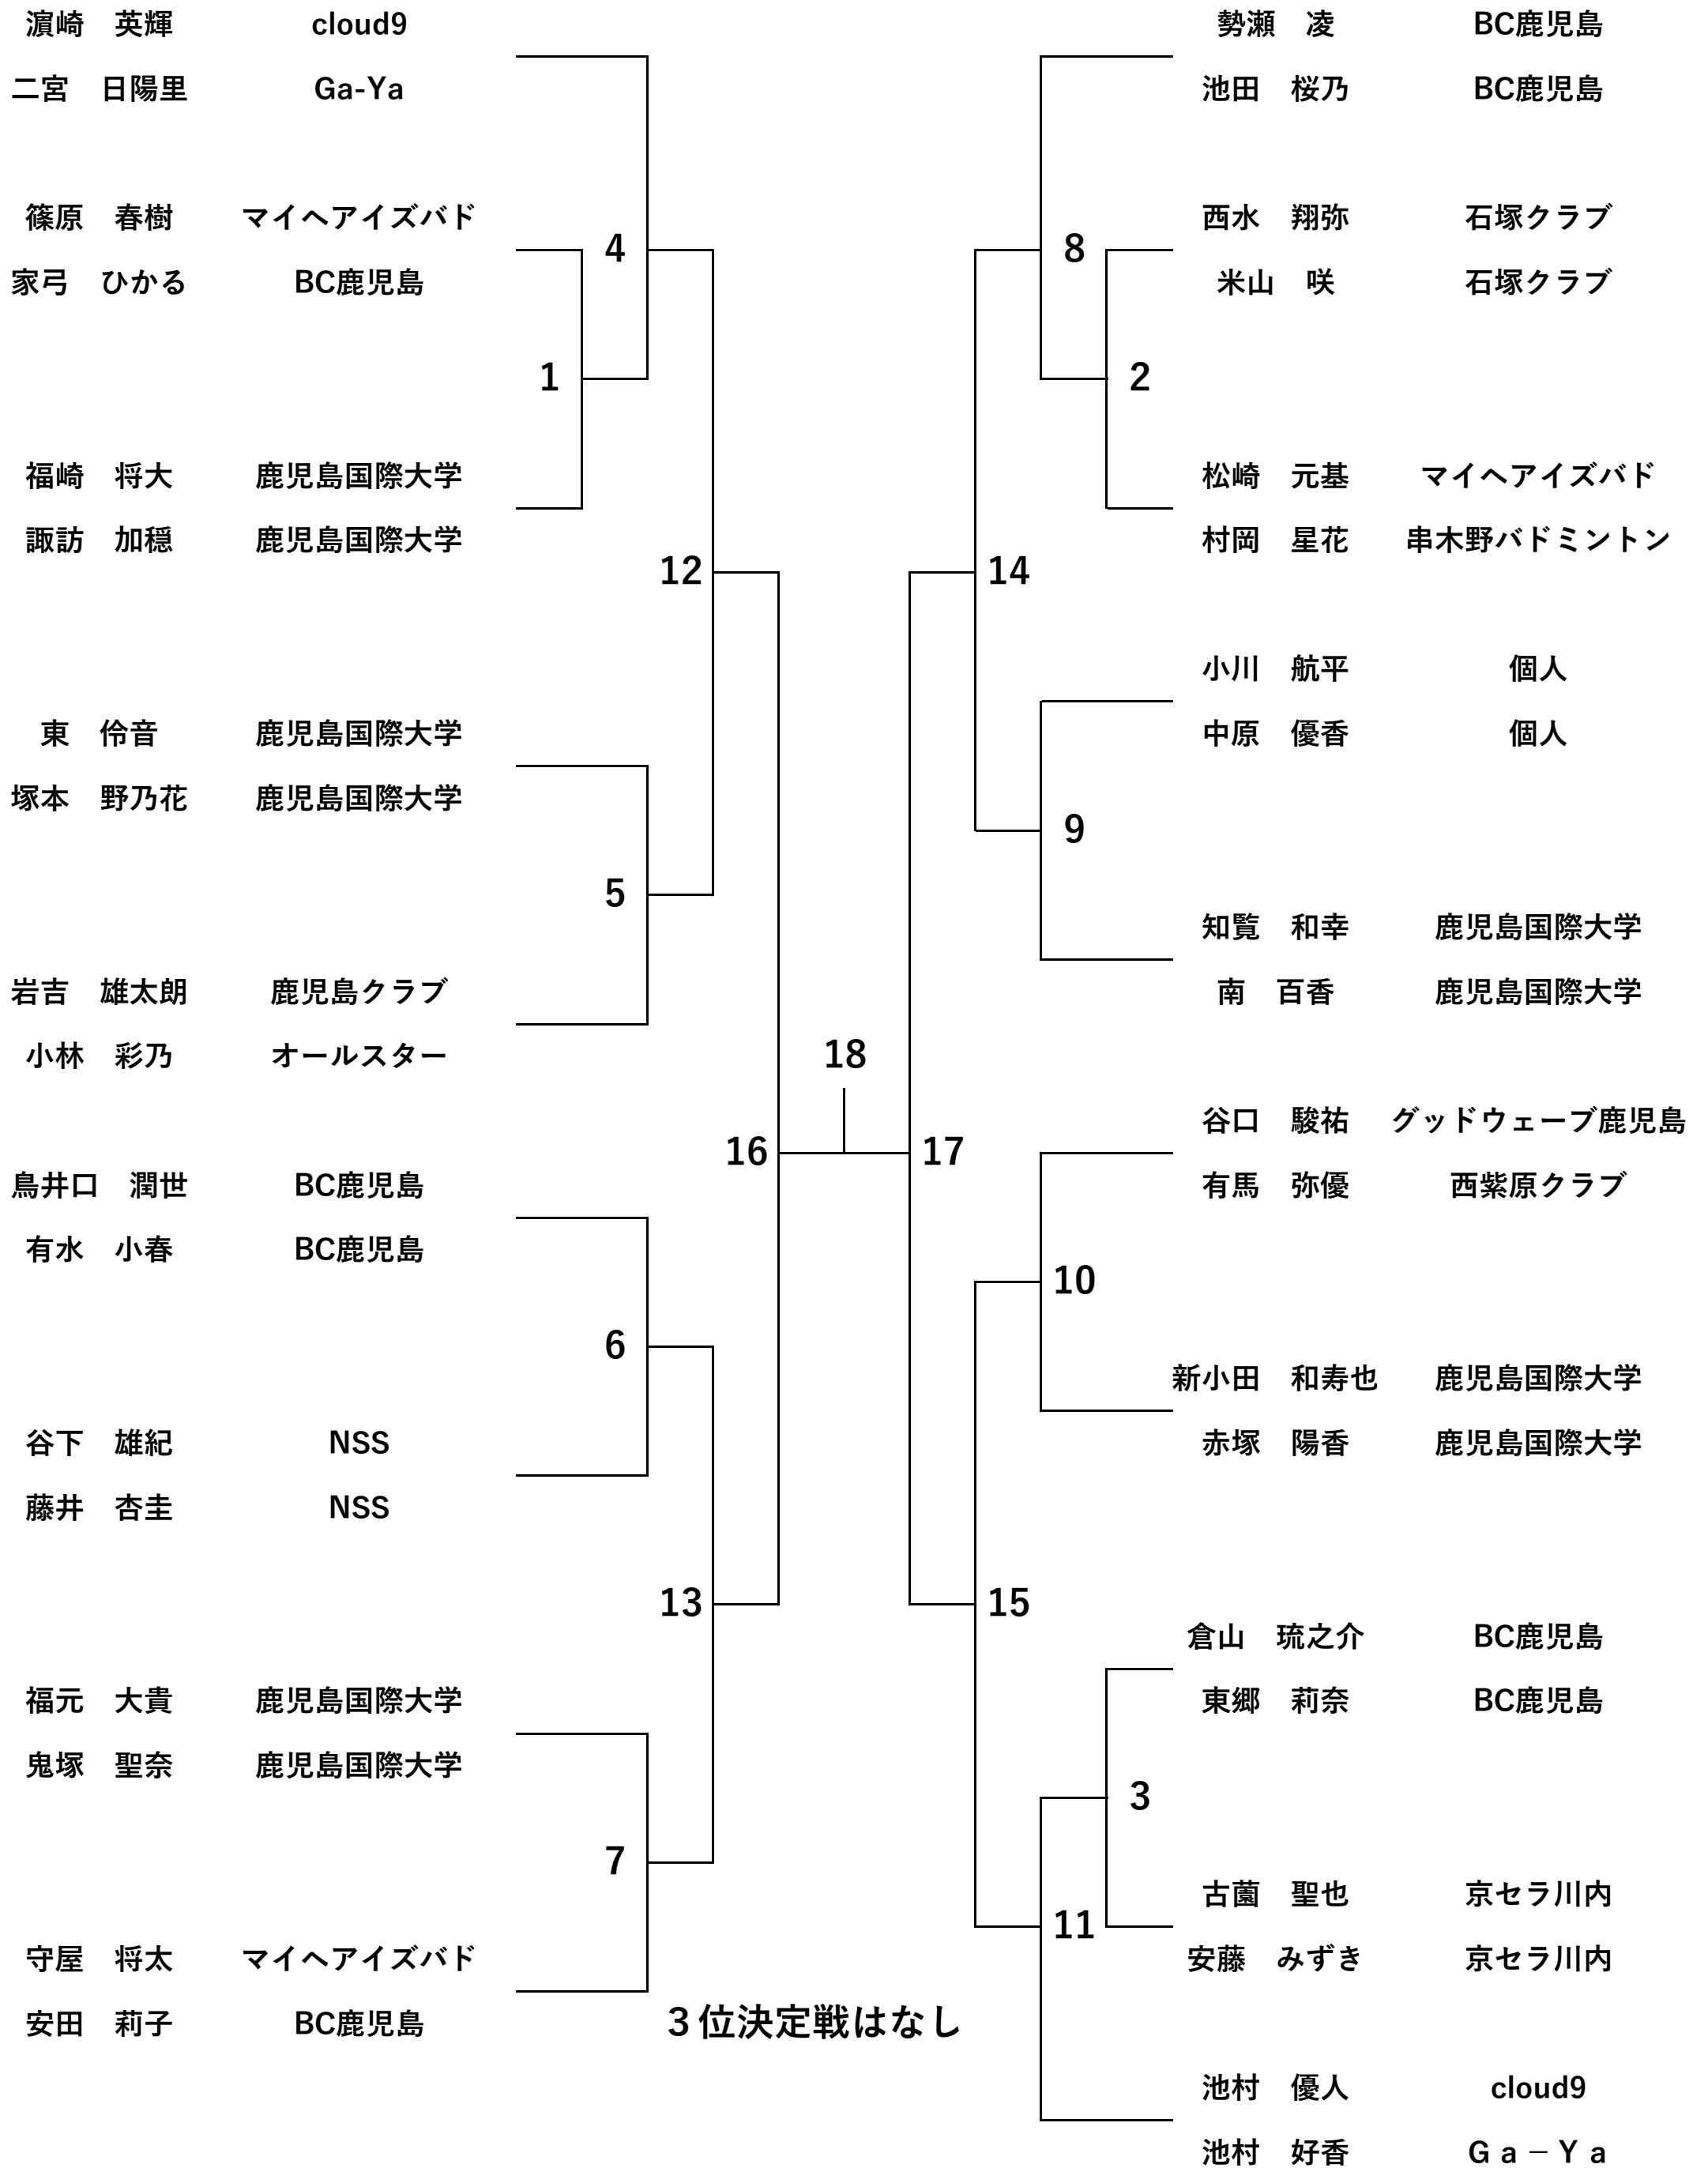 濵崎　英輝 cloud9
二宮　日陽里 Ga-Ya
篠原　春樹 マイヘアイズバド
家弓　ひかる BC鹿児島
4
1
福崎　将大 鹿児島国際大学
諏訪　加穏 鹿児島国際大学
12
東　伶音 鹿児島国際大学
塚本　野乃花 鹿児島国際大学
5
岩吉　雄太朗 鹿児島クラブ
小林　彩乃 オールスター
鳥井口　潤世 BC鹿児島
有水　小春 BC鹿児島
6
谷下　雄紀 NSS
藤井　杏圭 NSS
13
福元　大貴 鹿児島国際大学
鬼塚　聖奈 鹿児島国際大学
7
守屋　将太 マイヘアイズバド
安田　莉子 BC鹿児島
16
18
17
３位決定戦はなし
勢瀬　凌 BC鹿児島
池田　桜乃 BC鹿児島
西水　翔弥 石塚クラブ
米山　咲 石塚クラブ
8
2
松崎　元基 マイヘアイズバド
村岡　星花 串木野バドミントン
14
小川　航平 個人
中原　優香 個人
9
知覧　和幸 鹿児島国際大学
南　百香 鹿児島国際大学
谷口　駿祐 グッドウェーブ鹿児島
有馬　弥優 西紫原クラブ
10
新小田　和寿也 鹿児島国際大学
赤塚　陽香 鹿児島国際大学
15
倉山　琉之介 BC鹿児島
東郷　莉奈 BC鹿児島
3
古薗　聖也 京セラ川内
安藤　みずき 京セラ川内
11
池村　優人 cloud9
池村　好香 Ｇａ－Ｙａ